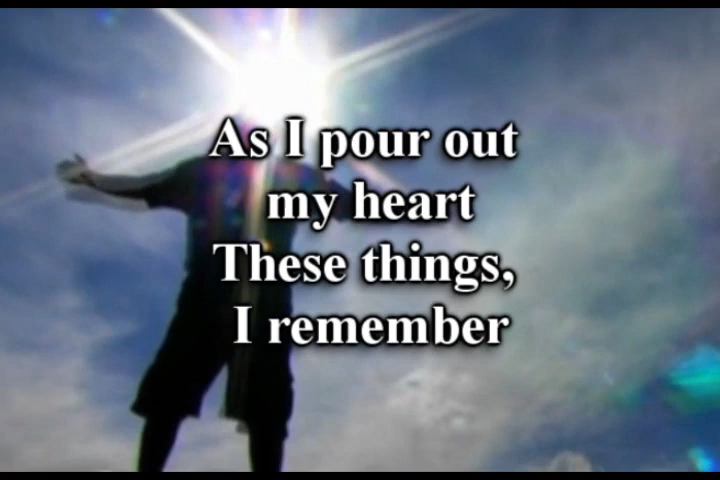 As I pour out
my heart
These things,
I remember